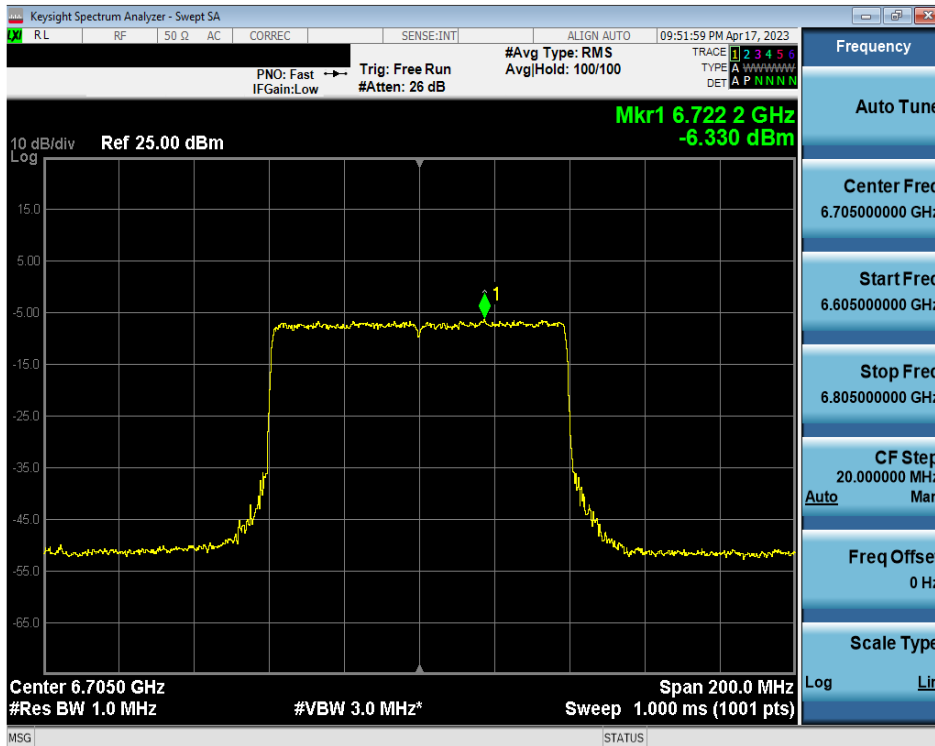 Keysight Spectrum Analyzer - Swept SA
LXI RL RF 50 Ω AC CORREC SENSE:INT ALIGN AUTO 09:51:59 PM Apr 17, 2023
PNO: Fast
IFGain:Low
Trig: Free Run
#Atten: 26 dB
#Avg Type: RMS
Avg|Hold: 100/100
TRACE 1 2 3 4 5 6
TYPE A WWWWW
DET A P N N N N
Mkr1 6.722 2 GHz
-6.330 dBm
10 dB/div Ref 25.00 dBm
Log
15.0
5.00
-5.00
-15.0
-25.0
-35.0
-45.0
-55.0
-65.0
1
Center 6.7050 GHz Span 200.0 MHz
#Res BW 1.0 MHz #VBW 3.0 MHz* Sweep 1.000 ms (1001 pts)
MSG STATUS
Frequency
Auto Tune
Center Freq
6.705000000 GHz
Start Freq
6.605000000 GHz
Stop Freq
6.805000000 GHz
CF Step
20.000000 MHz
Auto Man
Freq Offset
0 Hz
Scale Type
Log Lin